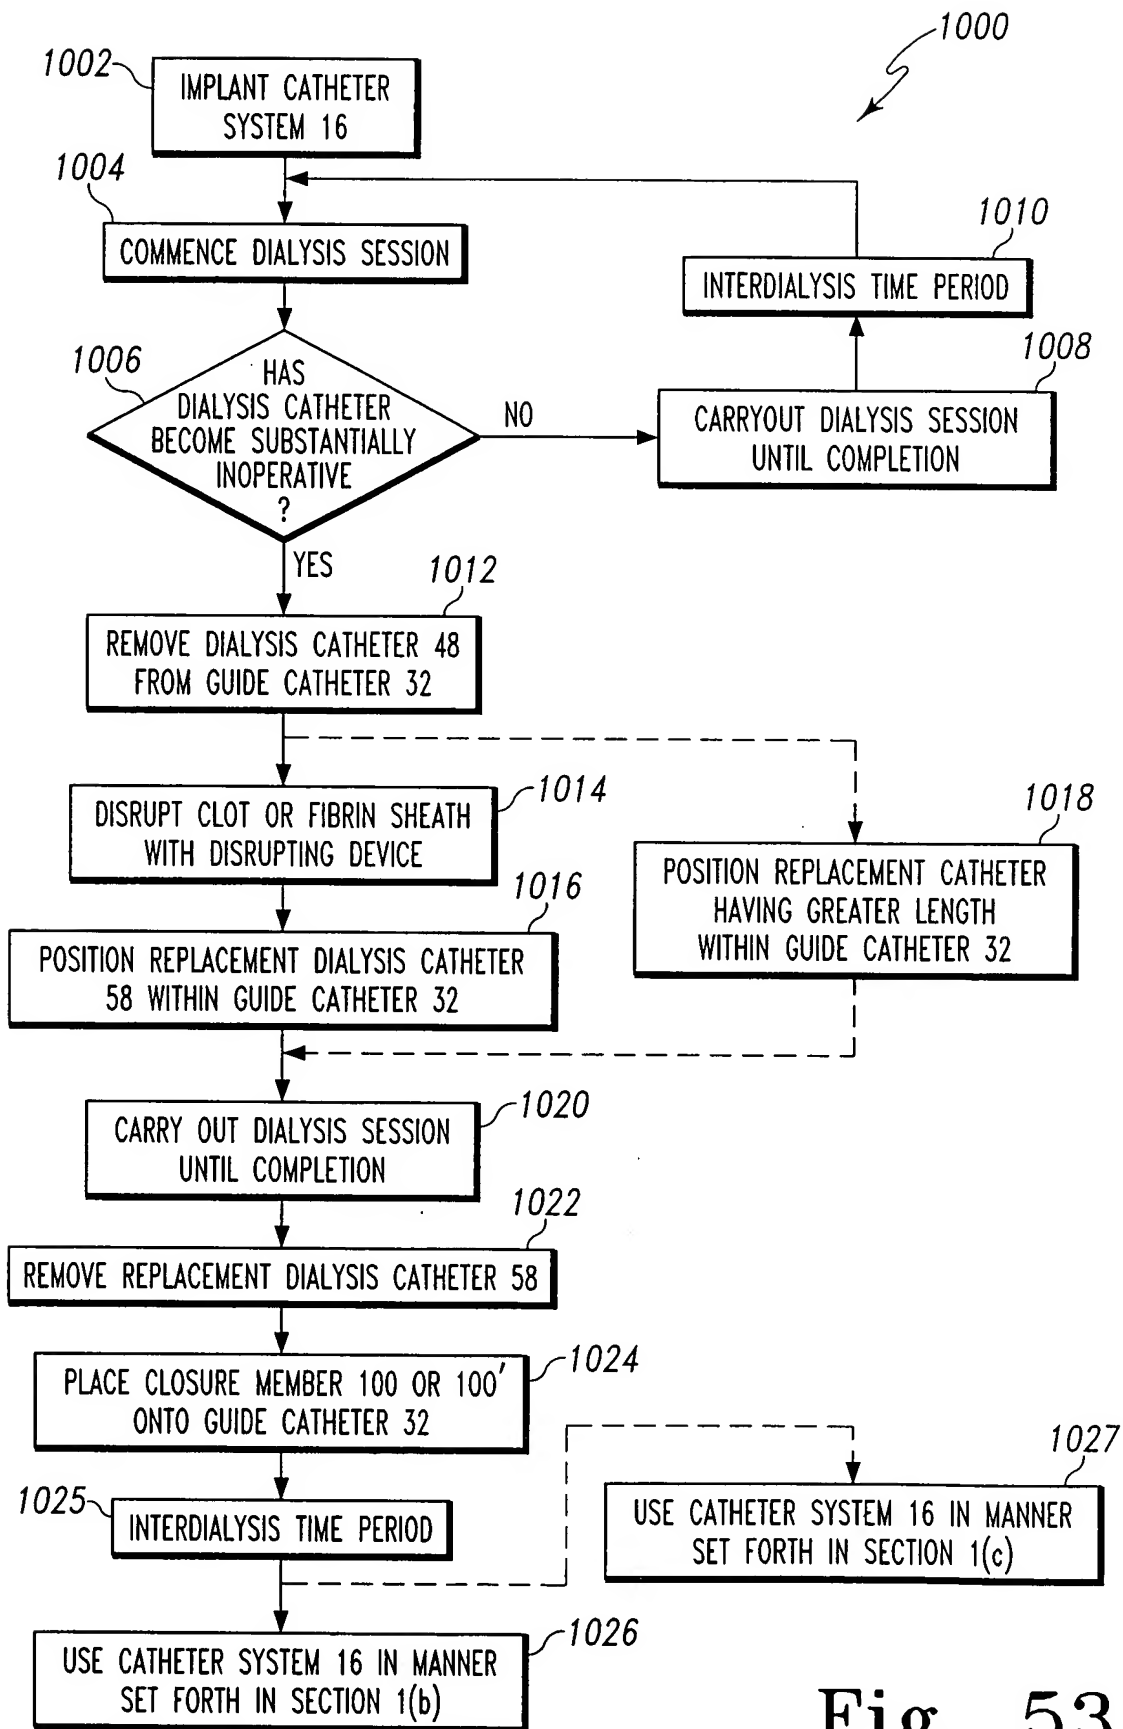 1000
1002
IMPLANT CATHETER
SYSTEM 16
1004
COMMENCE DIALYSIS SESSION
1010
INTERDIALYSIS TIME PERIOD
1006
HAS
DIALYSIS CATHETER
BECOME SUBSTANTIALLY
INOPERATIVE
?
NO
1008
CARRYOUT DIALYSIS SESSION
UNTIL COMPLETION
YES
1012
REMOVE DIALYSIS CATHETER 48
FROM GUIDE CATHETER 32
1014
DISRUPT CLOT OR FIBRIN SHEATH
WITH DISRUPTING DEVICE
1018
POSITION REPLACEMENT CATHETER
HAVING GREATER LENGTH
WITHIN GUIDE CATHETER 32
1016
POSITION REPLACEMENT DIALYSIS CATHETER
58 WITHIN GUIDE CATHETER 32
1020
CARRY OUT DIALYSIS SESSION
UNTIL COMPLETION
1022
REMOVE REPLACEMENT DIALYSIS CATHETER 58
1024
PLACE CLOSURE MEMBER 100 OR 100'
ONTO GUIDE CATHETER 32
1025
INTERDIALYSIS TIME PERIOD
1027
USE CATHETER SYSTEM 16 IN MANNER
SET FORTH IN SECTION 1(c)
1026
USE CATHETER SYSTEM 16 IN MANNER
SET FORTH IN SECTION 1(b)
Fig. 53